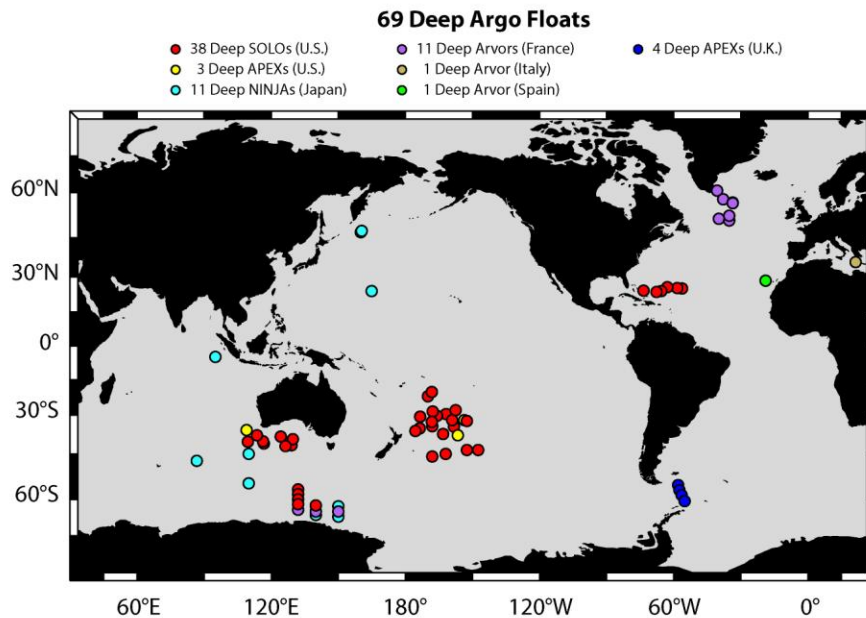 69 Deep Argo Floats
38 Deep SOLOs (U.S.)
11 Deep Arvors (France)
4 Deep APEXs (U.K.)
3 Deep APEXs (U.S.)
1 Deep Arvor (Italy)
11 Deep NINJAs (Japan)
1 Deep Arvor (Spain)
60°N
30°N
0°
30°S
60°S
60°E
120°E
180°
120°W
60°W
0°